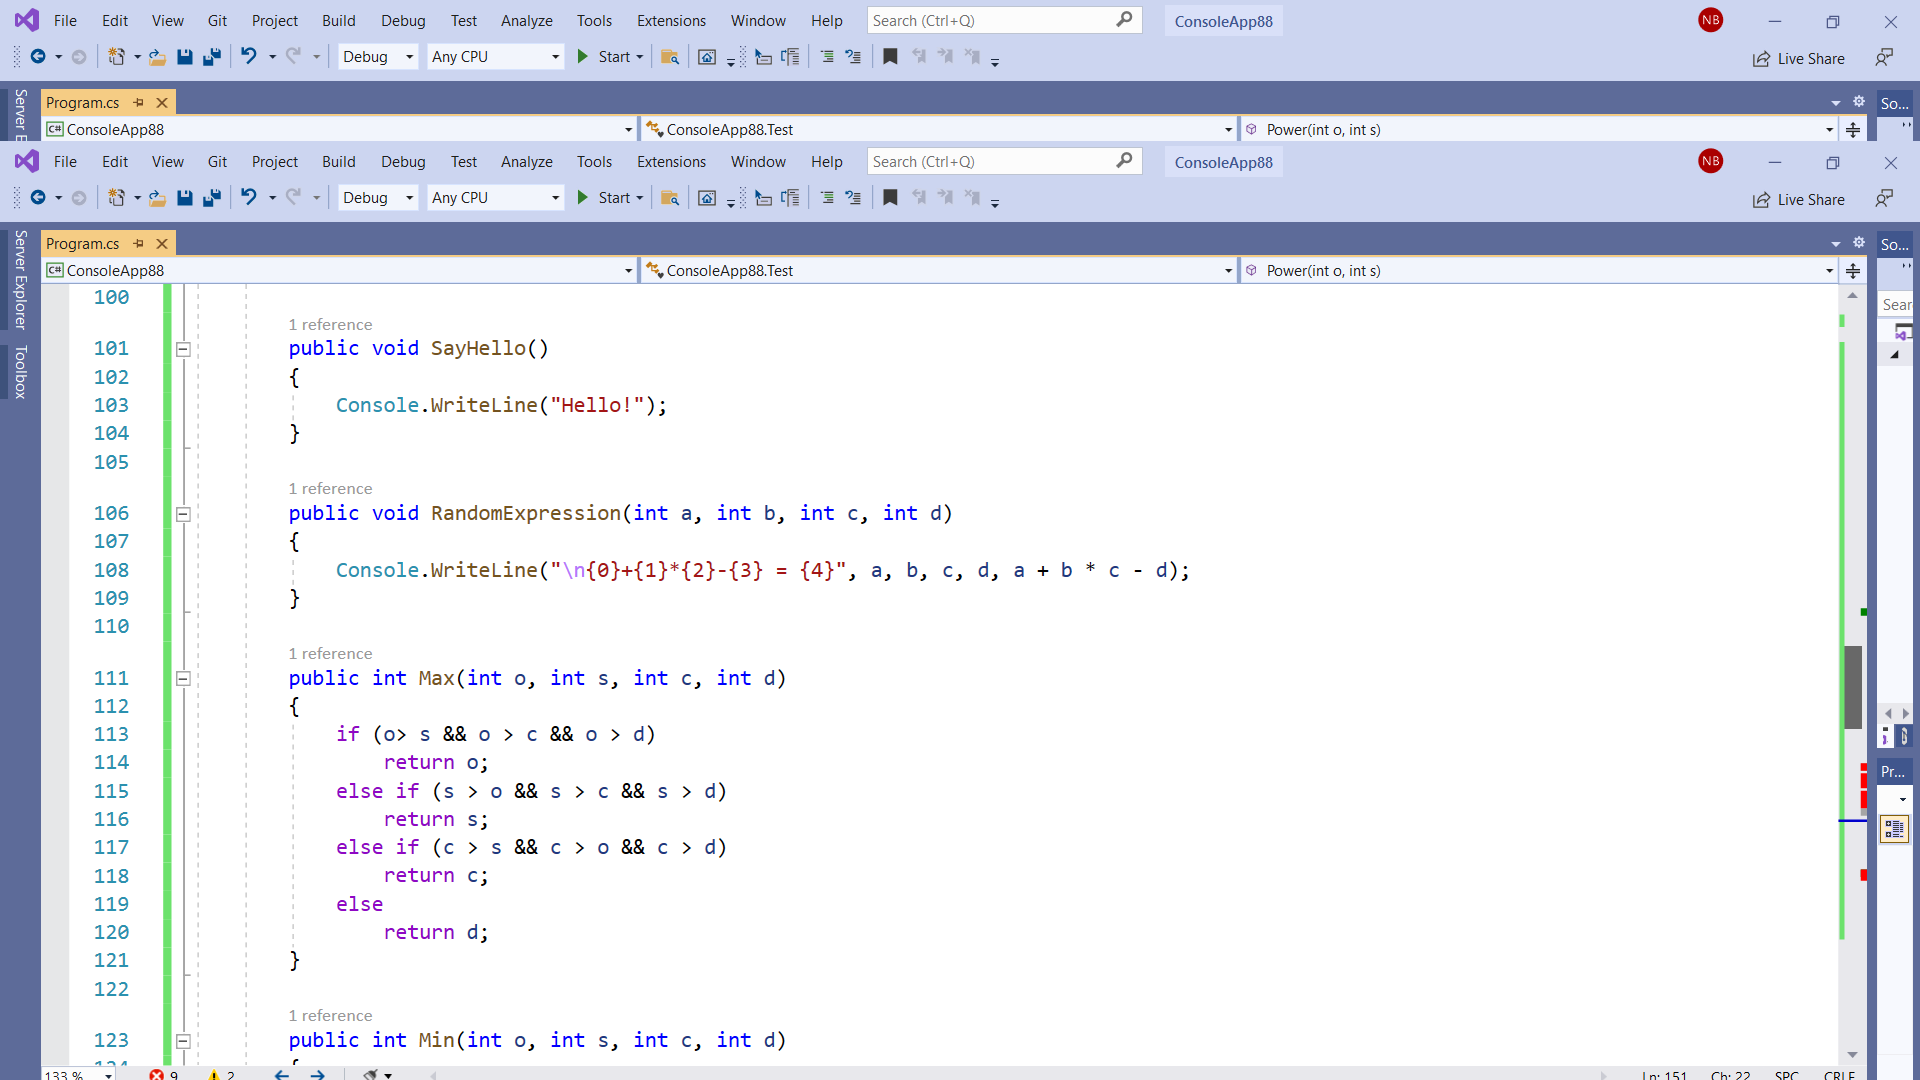 File Edit View Git Project Build Debug Test Analyze Tools Extensions Window Help Search (Ctrl+Q) ConsoleApp88 NB
Debug Any CPU Start Live Share
Server E
Program.cs So...
C# ConsoleApp88 ConsoleApp88.Test Power(int o, int s)
File Edit View Git Project Build Debug Test Analyze Tools Extensions Window Help Search (Ctrl+Q) ConsoleApp88 NB
Debug Any CPU Start Live Share
Server Explorer
Toolbox
Program.cs So...
C# ConsoleApp88 ConsoleApp88.Test Power(int o, int s)
Sear
100
1 reference
101 public void SayHello()
102 {
103 Console.WriteLine("Hello!");
104 }
105
1 reference
106 public void RandomExpression(int a, int b, int c, int d)
107 {
108 Console.WriteLine("\n{0}+{1}*{2}-{3} = {4}", a, b, c, d, a + b * c - d);
109 }
110
1 reference
111 public int Max(int o, int s, int c, int d)
112 {
113 if (o> s && o > c && o > d)
114 return o;
115 else if (s > o && s > c && s > d)
116 return s;
117 else if (c > s && c > o && c > d)
118 return c;
119 else
120 return d;
121 }
122
1 reference
123 public int Min(int o, int s, int c, int d)
124 {
Pr...
133 % 9 2 Ln: 151 Ch: 22 SPC CRLF